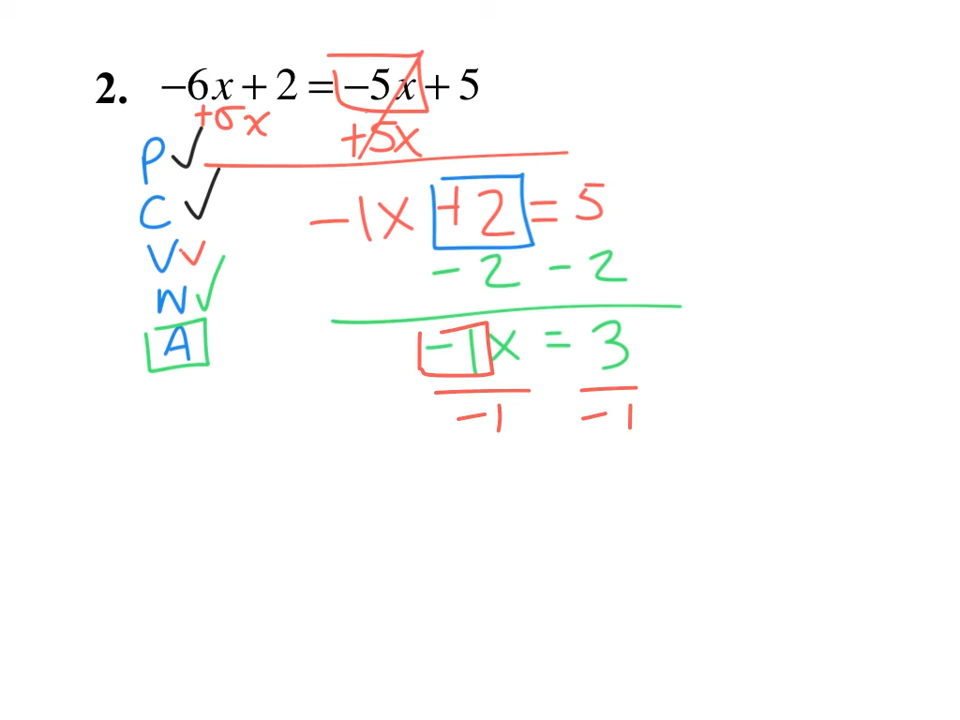 2. −6x + 2 = −5x + 5
+5x +5x
P ✓
C ✓
−1x +2 = 5
V ✓
−2 −2
N ✓
A
−1x = 3
−1 −1